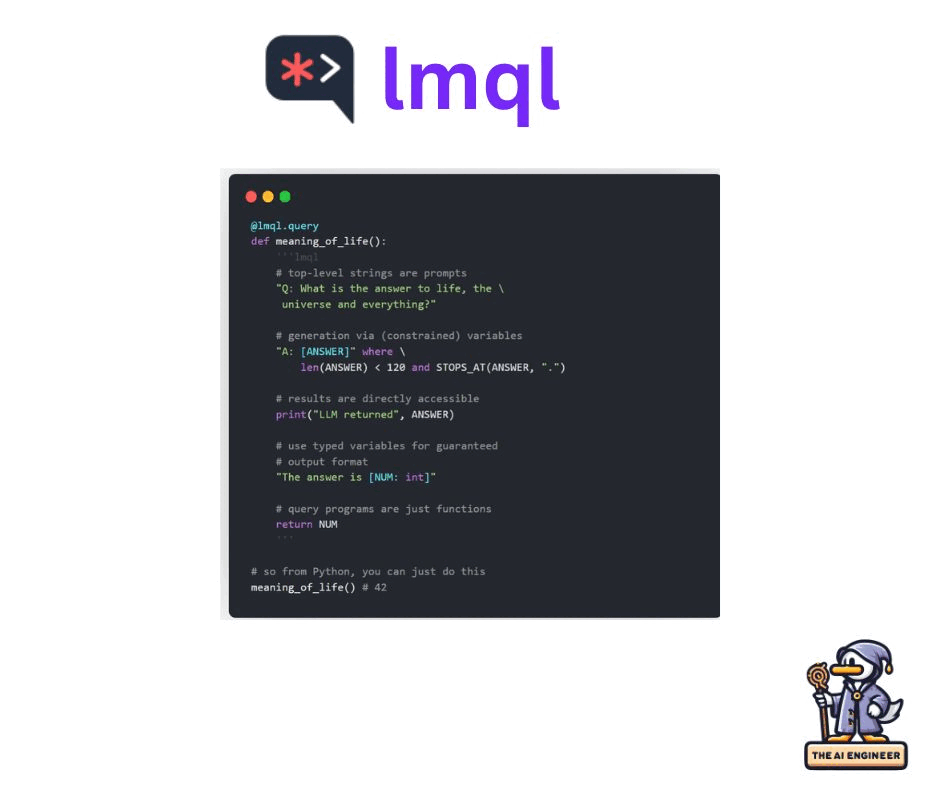 *> lmql
@lmql.query
def meaning_of_life():
    '''lmql
    # top-level strings are prompts
    "Q: What is the answer to life, the \
     universe and everything?"

    # generation via (constrained) variables
    "A: [ANSWER]" where \
        len(ANSWER) < 120 and STOPS_AT(ANSWER, ".")

    # results are directly accessible
    print("LLM returned", ANSWER)

    # use typed variables for guaranteed
    # output format
    "The answer is [NUM: int]"

    # query programs are just functions
    return NUM
    '''

# so from Python, you can just do this
meaning_of_life() # 42
THE AI ENGINEER